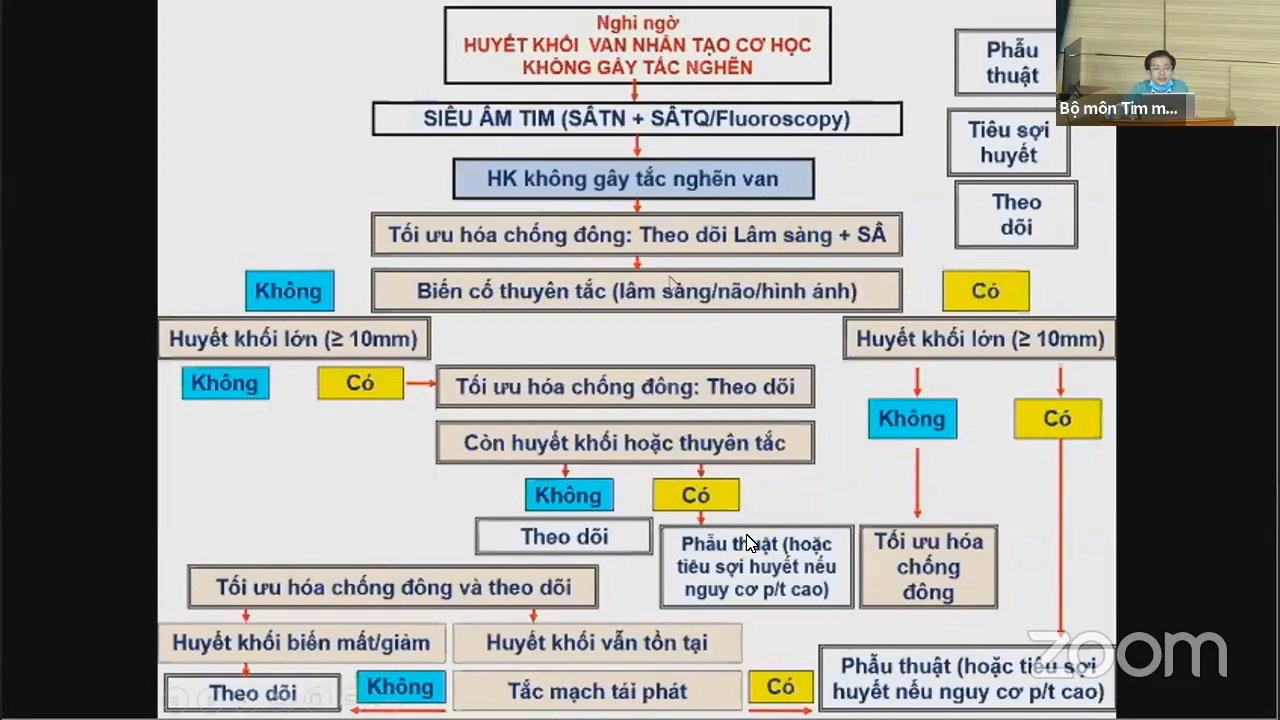 Nghi ngờ
HUYẾT KHỐI VAN NHÂN TẠO CƠ HỌC
KHÔNG GÂY TẮC NGHẼN
Phẫu
thuật
Bộ môn Tim m...
SIÊU ÂM TIM (SÂTN + SÂTQ/Fluoroscopy)
Tiêu sợi
huyết
HK không gây tắc nghẽn van
Theo
dõi
Tối ưu hóa chống đông: Theo dõi Lâm sàng + SÂ
Không
Biến cố thuyên tắc (lâm sàng/não/hình ảnh)
Có
Huyết khối lớn (≥ 10mm)
Huyết khối lớn (≥ 10mm)
Không
Có
Tối ưu hóa chống đông: Theo dõi
Không
Có
Còn huyết khối hoặc thuyên tắc
Không
Có
Theo dõi
Phẫu thuật (hoặc
tiêu sợi huyết nếu
nguy cơ p/t cao)
Tối ưu hóa
chống
đông
Tối ưu hóa chống đông và theo dõi
Huyết khối biến mất/giảm
Huyết khối vẫn tồn tại
zoom
Theo dõi
Không
Tắc mạch tái phát
Có
Phẫu thuật (hoặc tiêu sợi
huyết nếu nguy cơ p/t cao)